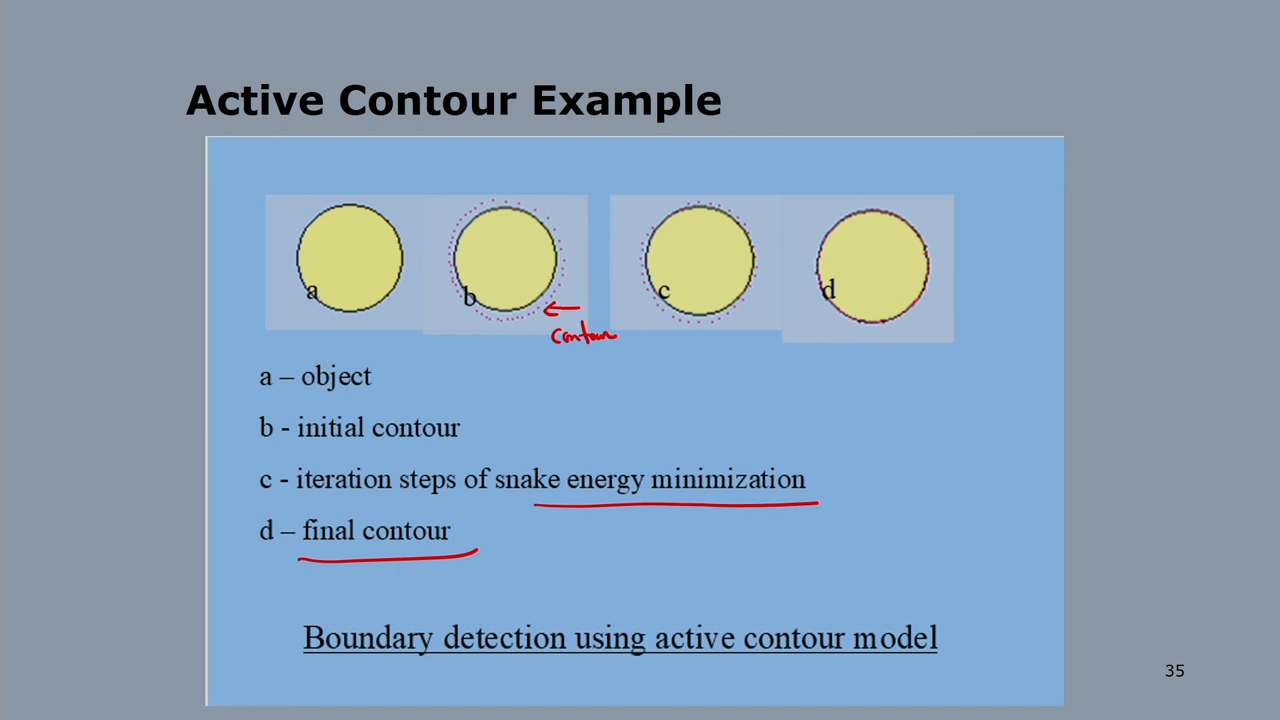 Active Contour Example
a b c d
contour
a – object
b - initial contour
c - iteration steps of snake energy minimization
d – final contour
Boundary detection using active contour model
35